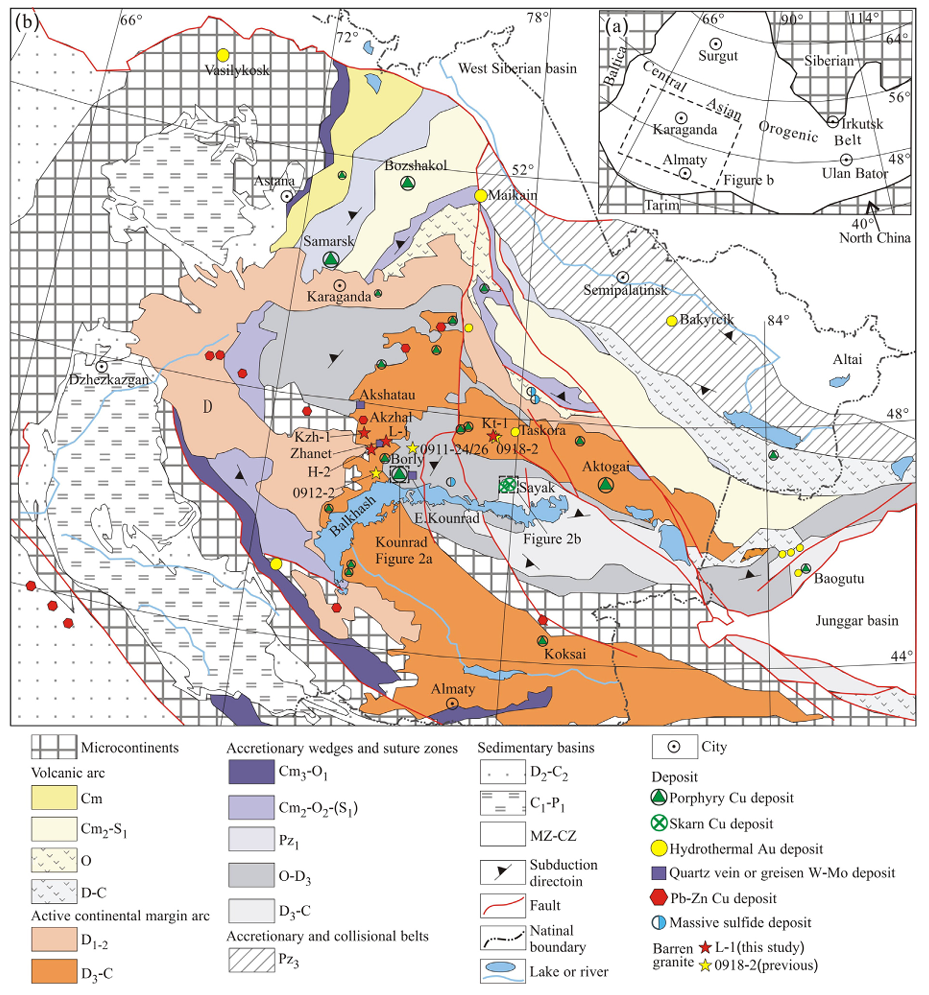 (b)
66°
72°
78°
(a)
66°
90°
114°
64°
Surgut
Siberian
Baltica
Central
Asian
Orogenic
Belt
56°
Karaganda
Irkutsk
Almaty
Ulan Bator
48°
Figure b
Tarim
40°
North China
Vasilykosk
West Siberian basin
52°
Bozshakol
Astana
Maikain
Samarsk
Karaganda
Semipalatinsk
Bakyrcik
84°
Altai
Dzhezkazgan
D
Akshatau
48°
Akzhal
L-1
Kt-1
Taskora
Kzh-1
Zhanet
0911-24/26
0918-2
H-2
Borly
Aktogai
0912-2
Sayak
Balkhash
E.Kounrad
Kounrad
Figure 2a
Figure 2b
Baogutu
Junggar basin
Koksai
44°
Almaty
Microcontinents
Volcanic arc
Cm
Cm2-S1
O
D-C
Active continental margin arc
D1-2
D3-C
Accretionary wedges and suture zones
Cm3-O1
Cm2-O2-(S1)
Pz1
O-D3
D3-C
Accretionary and collisional belts
Pz3
Sedimentary basins
D2-C2
C1-P1
MZ-CZ
Subduction
directoin
Fault
Natinal
boundary
Lake or river
City
Deposit
Porphyry Cu deposit
Skarn Cu deposit
Hydrothermal Au deposit
Quartz vein or greisen W-Mo deposit
Pb-Zn Cu deposit
Massive sulfide deposit
Barren
granite
L-1(this study)
0918-2(previous)